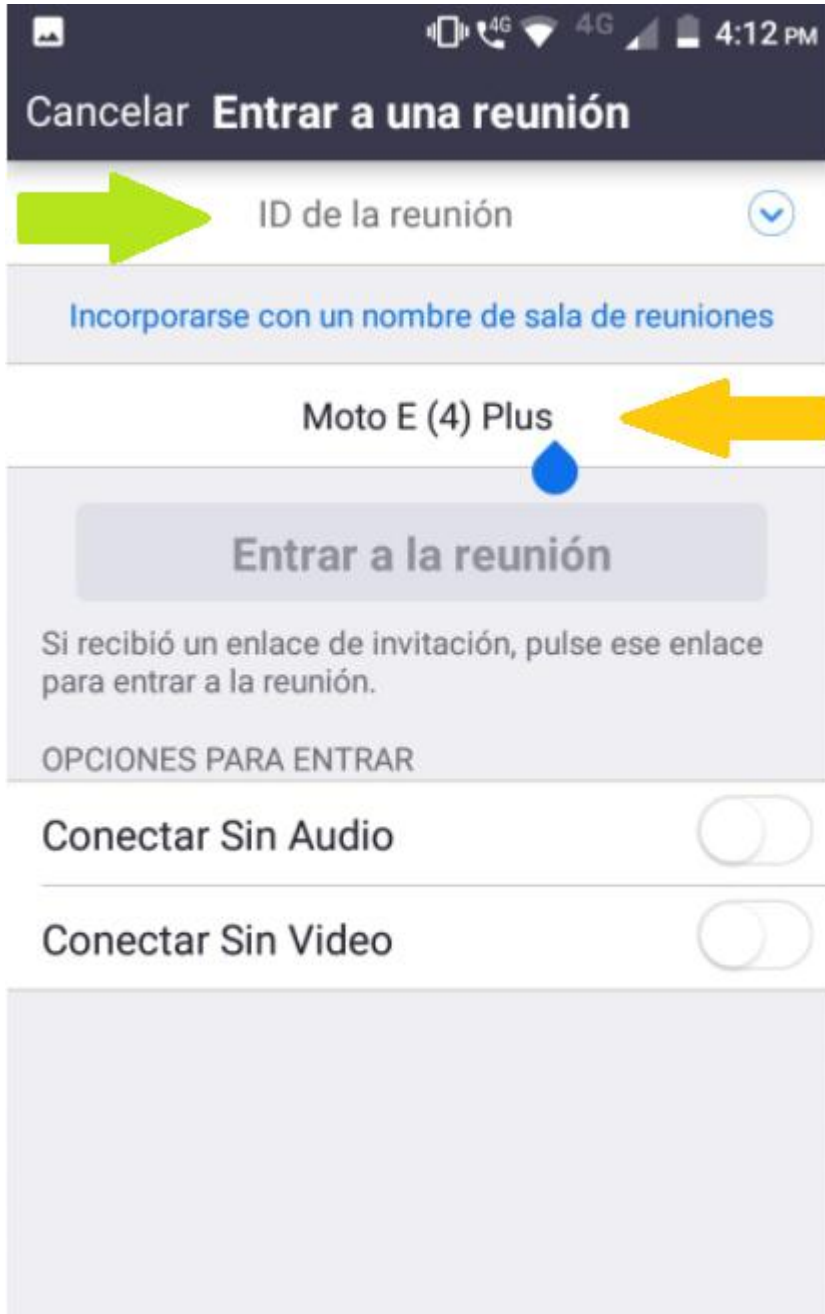 4G 4G 4:12 PM
Cancelar Entrar a una reunión
ID de la reunión
Incorporarse con un nombre de sala de reuniones
Moto E (4) Plus
Entrar a la reunión
Si recibió un enlace de invitación, pulse ese enlace
para entrar a la reunión.
OPCIONES PARA ENTRAR
Conectar Sin Audio
Conectar Sin Video